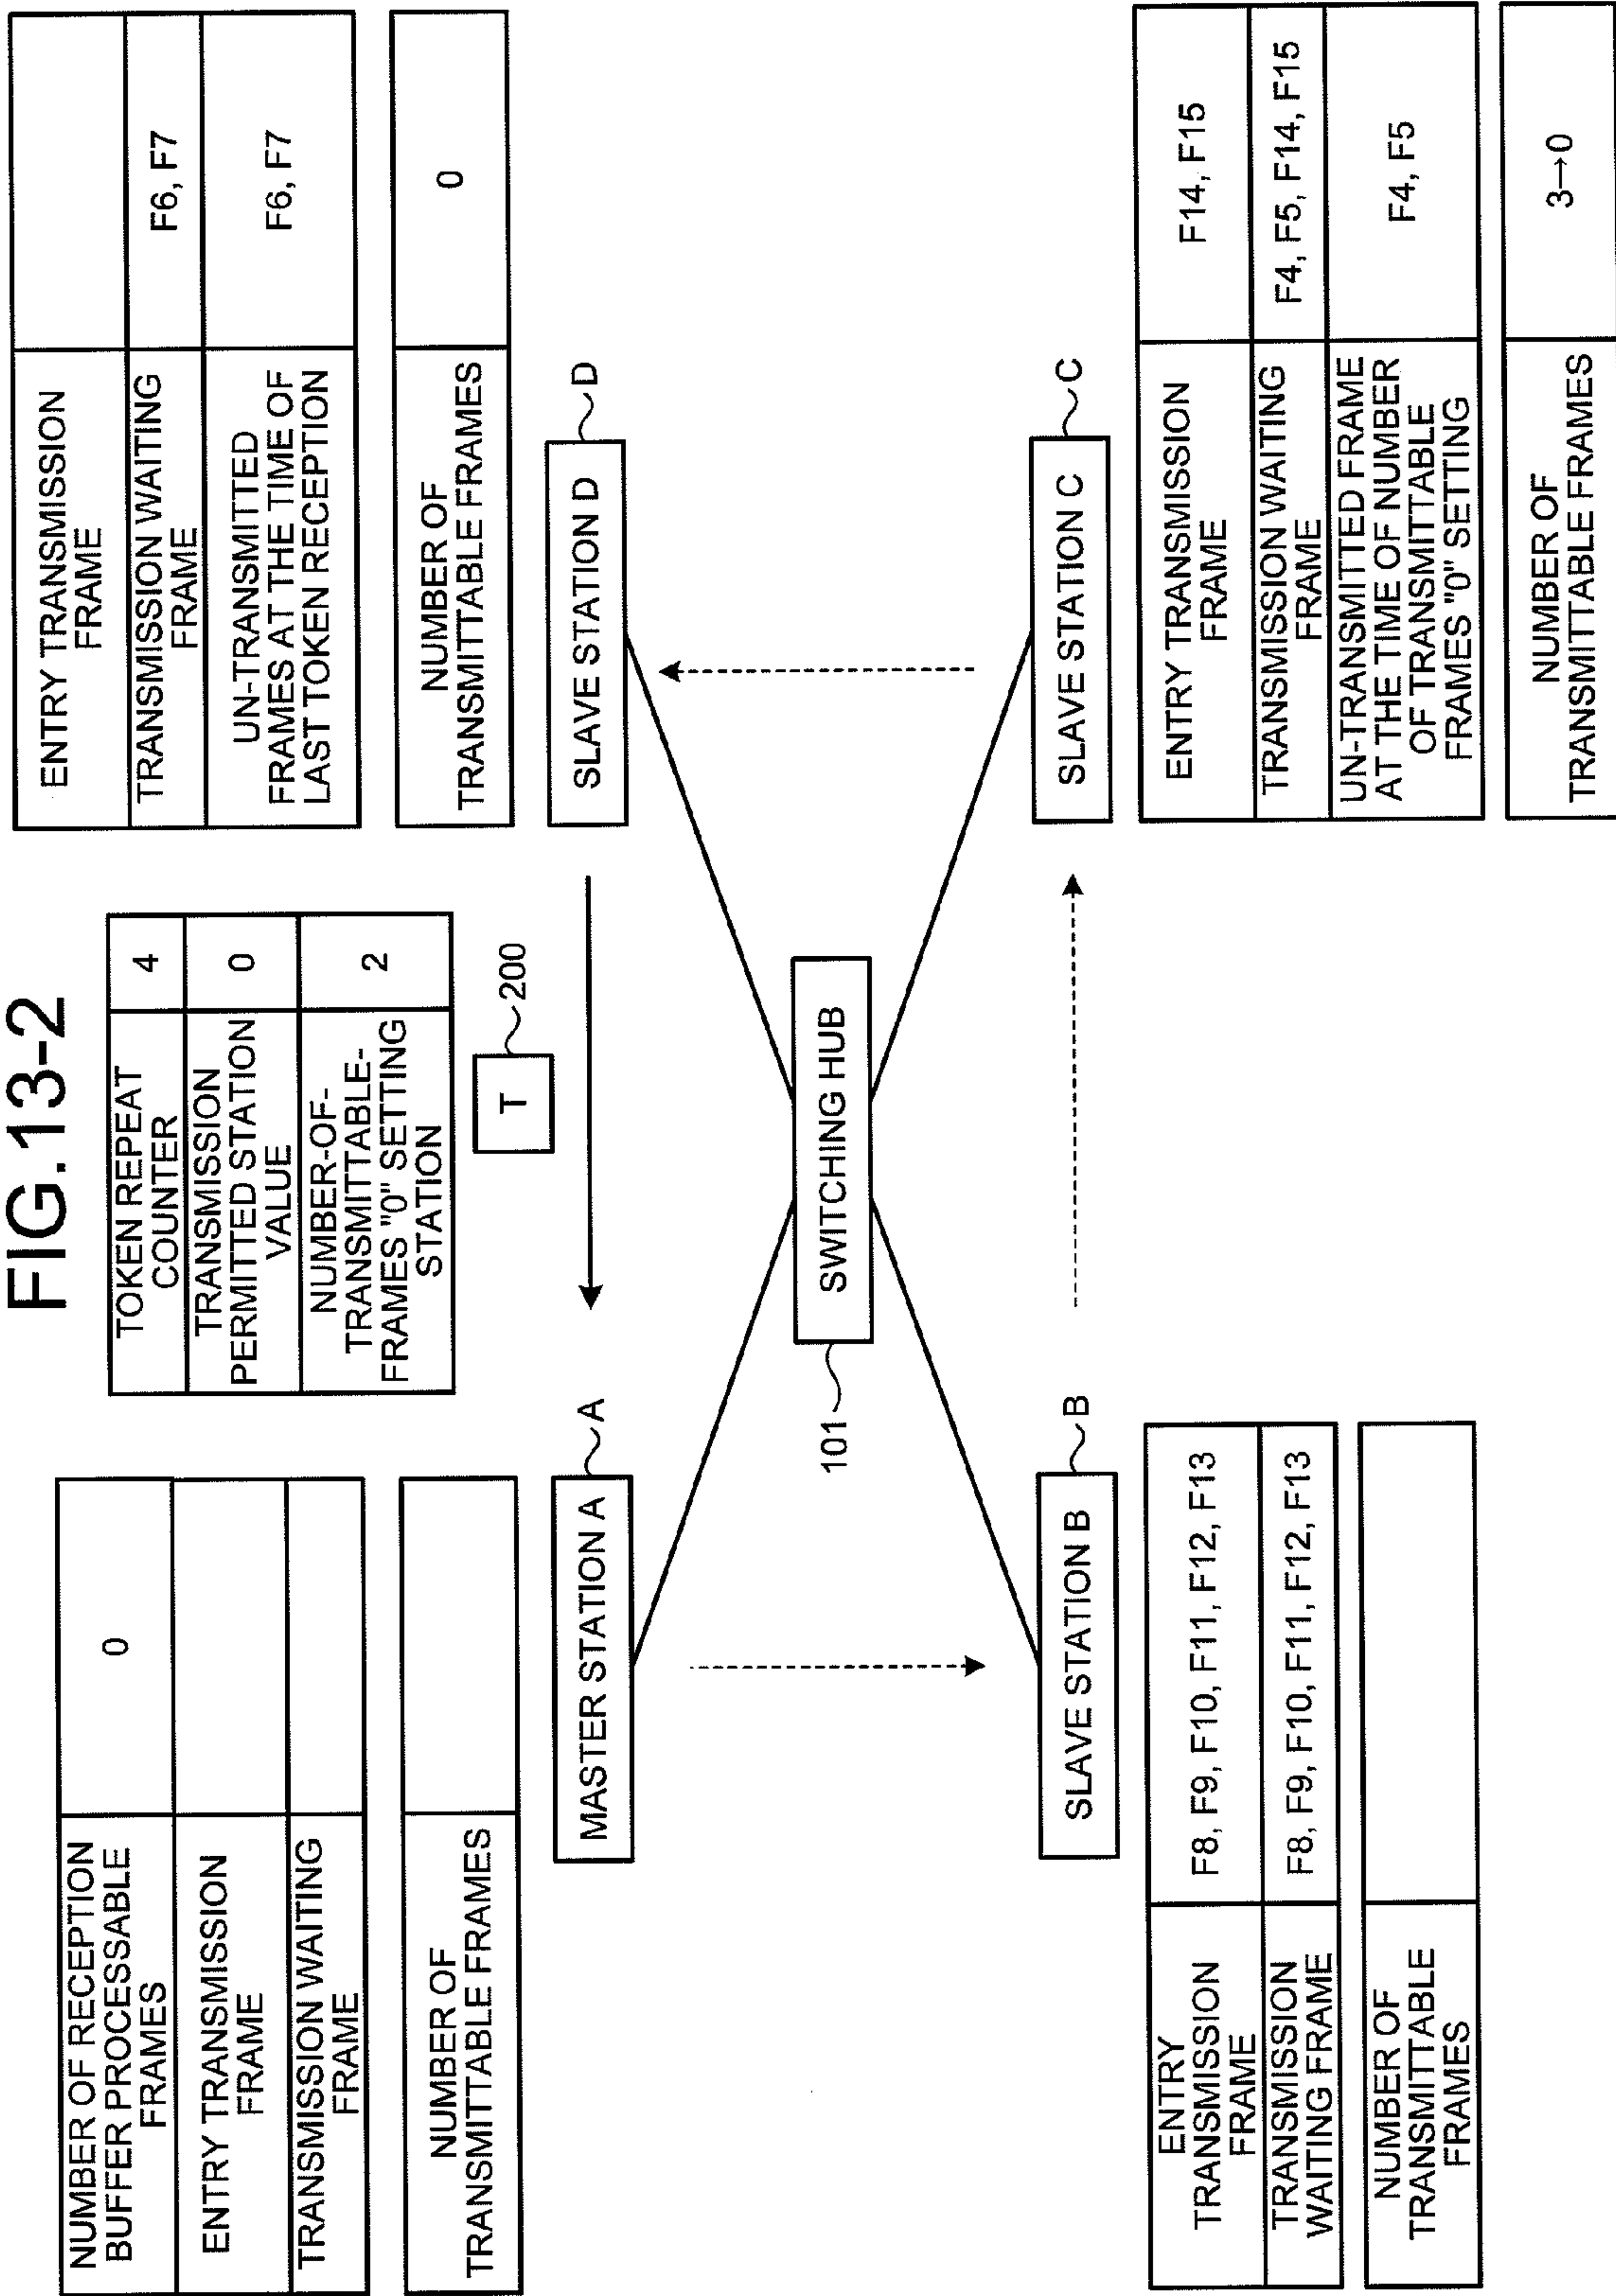 FIG.13-2
NUMBER OF RECEPTION
BUFFER PROCESSABLE
FRAMES
0
ENTRY TRANSMISSION
FRAME
TRANSMISSION WAITING
FRAME
NUMBER OF
TRANSMITTABLE FRAMES
MASTER STATION A
A
TOKEN REPEAT
COUNTER
4
TRANSMISSION
PERMITTED STATION
VALUE
0
NUMBER-OF-
TRANSMITTABLE-
FRAMES "0" SETTING
STATION
2
T
200
ENTRY TRANSMISSION
FRAME
TRANSMISSION WAITING
FRAME
F6, F7
UN-TRANSMITTED
FRAMES AT THE TIME OF
LAST TOKEN RECEPTION
F6, F7
NUMBER OF
TRANSMITTABLE FRAMES
0
SLAVE STATION D
D
SWITCHING HUB
101
SLAVE STATION B
B
ENTRY
TRANSMISSION
FRAME
F8, F9, F10, F11, F12, F13
TRANSMISSION
WAITING FRAME
F8, F9, F10, F11, F12, F13
NUMBER OF
TRANSMITTABLE
FRAMES
SLAVE STATION C
C
ENTRY TRANSMISSION
FRAME
F14, F15
TRANSMISSION WAITING
FRAME
F4, F5, F14, F15
UN-TRANSMITTED FRAME
AT THE TIME OF NUMBER
OF TRANSMITTABLE
FRAMES "0" SETTING
F4, F5
NUMBER OF
TRANSMITTABLE FRAMES
3→0